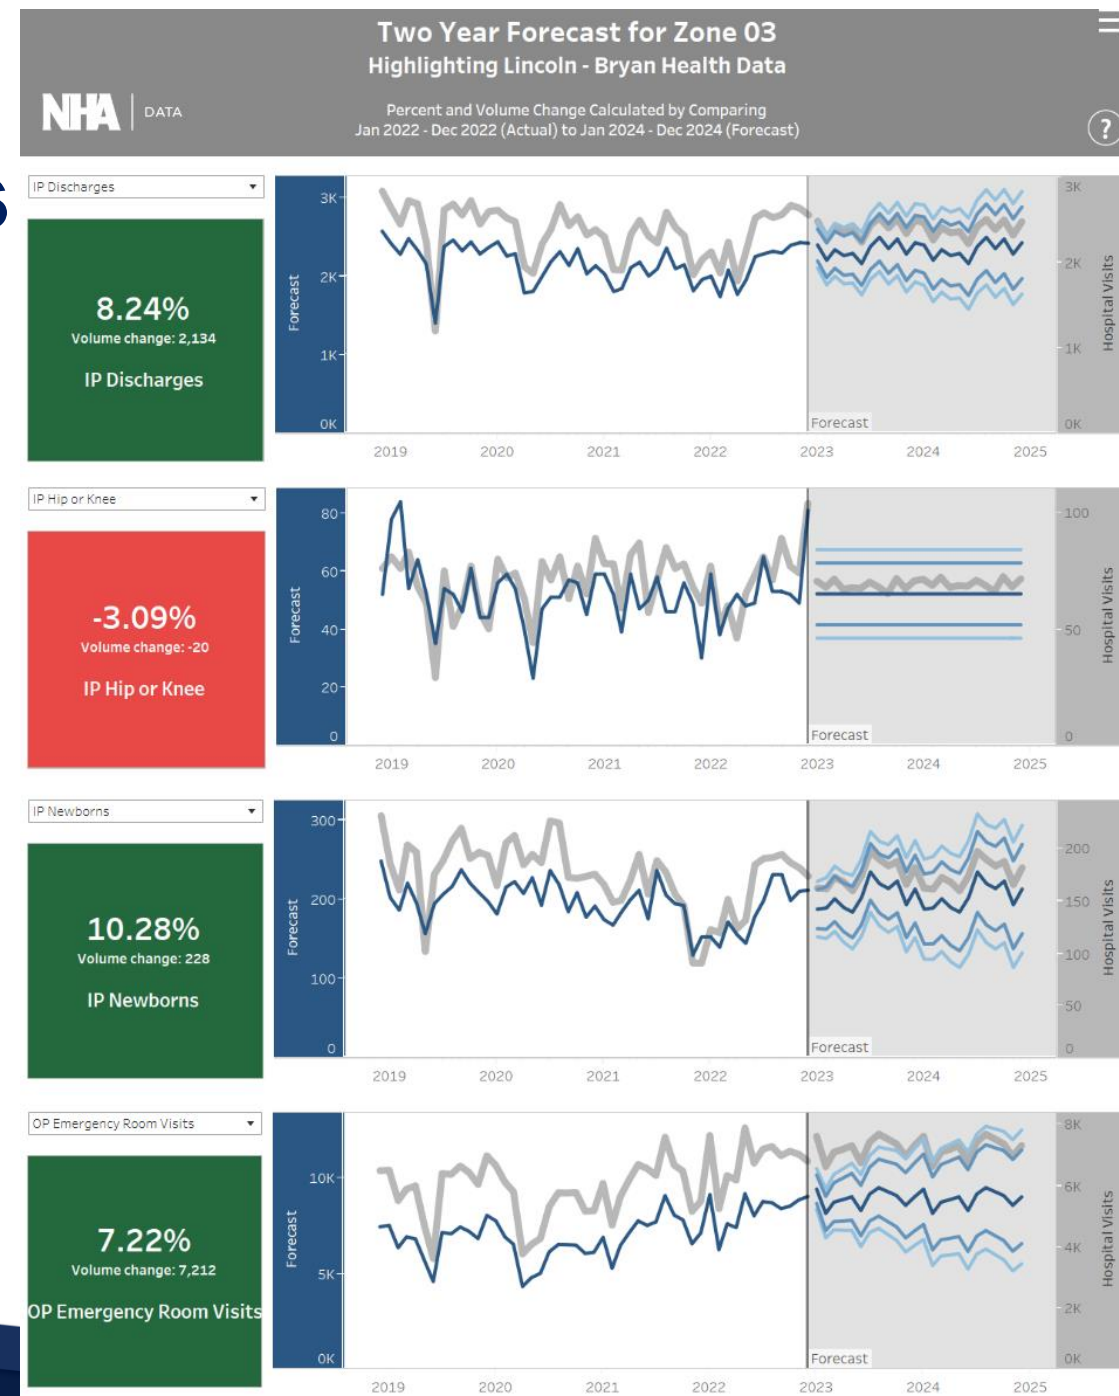 Two Year Forecast for Zone 03
Highlighting Lincoln - Bryan Health Data
NHA DATA
Percent and Volume Change Calculated by Comparing
Jan 2022 - Dec 2022 (Actual) to Jan 2024 - Dec 2024 (Forecast)
?
s
IP Discharges
8.24%
Volume change: 2,134
IP Discharges
Forecast
3K
2K
1K
0K
Forecast
3K
2K
1K
0K
Hospital Visits
2019 2020 2021 2022 2023 2024 2025
IP Hip or Knee
-3.09%
Volume change: -20
IP Hip or Knee
Forecast
80
60
40
20
0
Forecast
100
50
0
Hospital Visits
2019 2020 2021 2022 2023 2024 2025
IP Newborns
10.28%
Volume change: 228
IP Newborns
Forecast
300
200
100
0
Forecast
200
150
100
50
0
Hospital Visits
2019 2020 2021 2022 2023 2024 2025
OP Emergency Room Visits
7.22%
Volume change: 7,212
OP Emergency Room Visits
Forecast
10K
5K
0K
Forecast
8K
6K
4K
2K
0K
Hospital Visits
2019 2020 2021 2022 2023 2024 2025